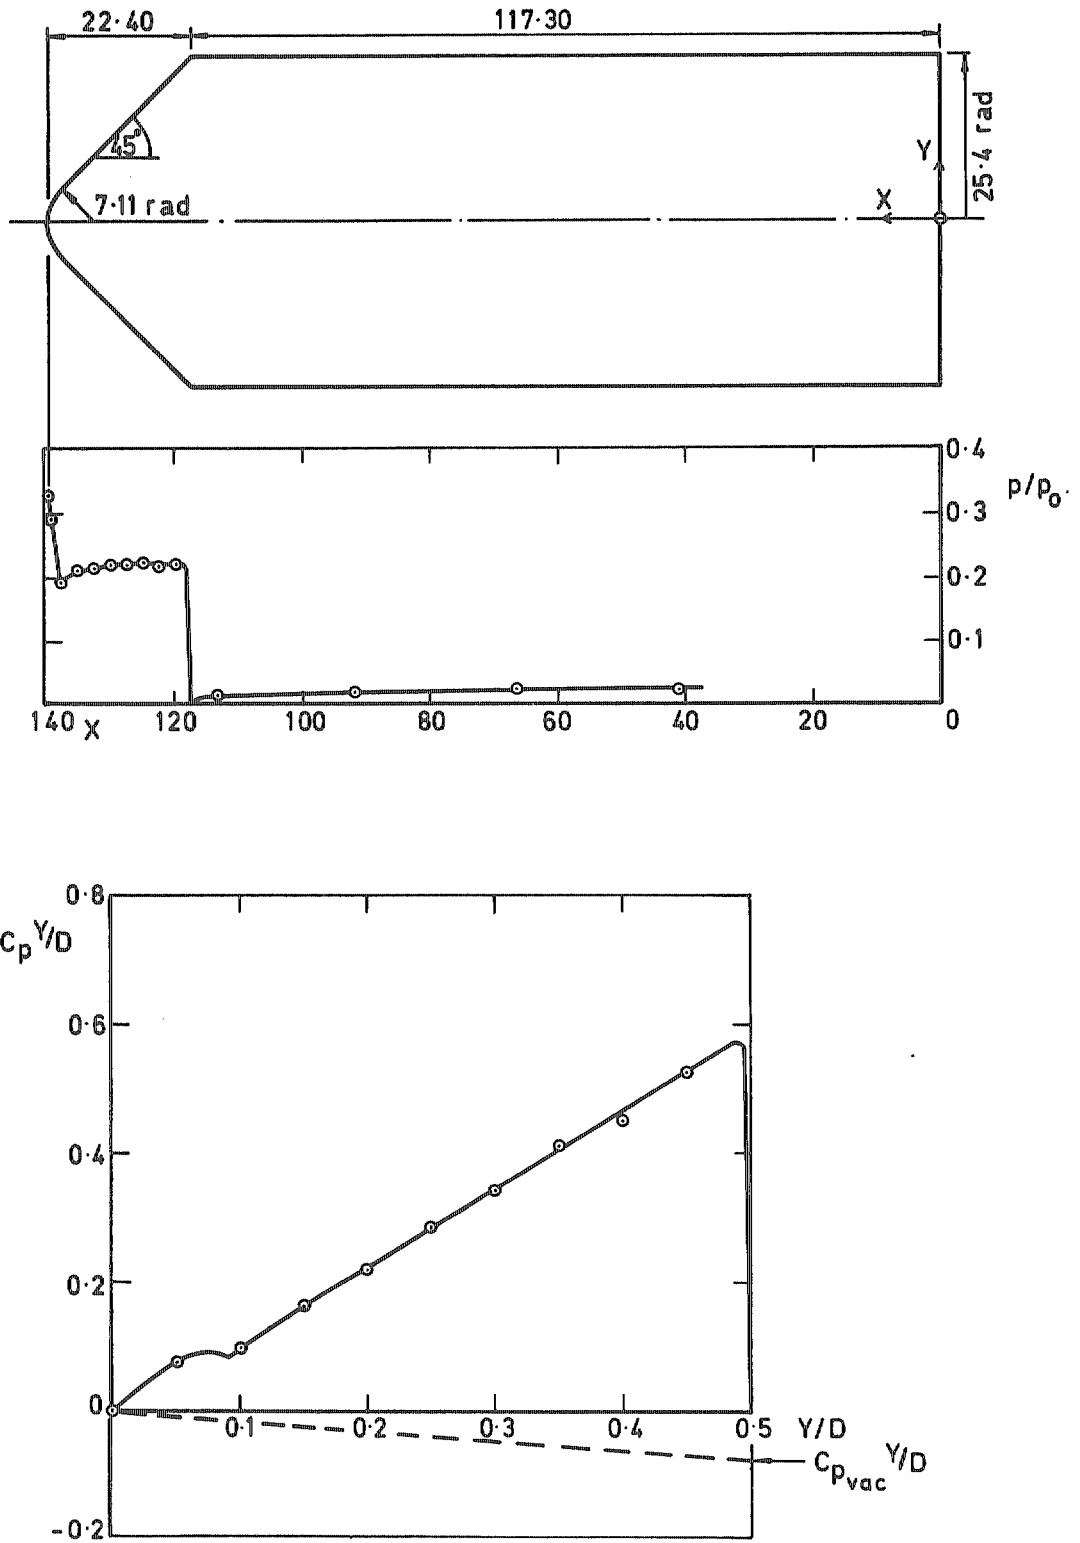 22·40
117·30
45°
7·11 rad
X
Y
25·4 rad
0·4
p/p₀.
0·3
0·2
0·1
140 X 120 100 80 60 40 20 0
0·8
Cp Y/D
0·6
0·4
0·2
0
0·1 0·2 0·3 0·4 0·5 Y/D
Cp vac Y/D
-0·2